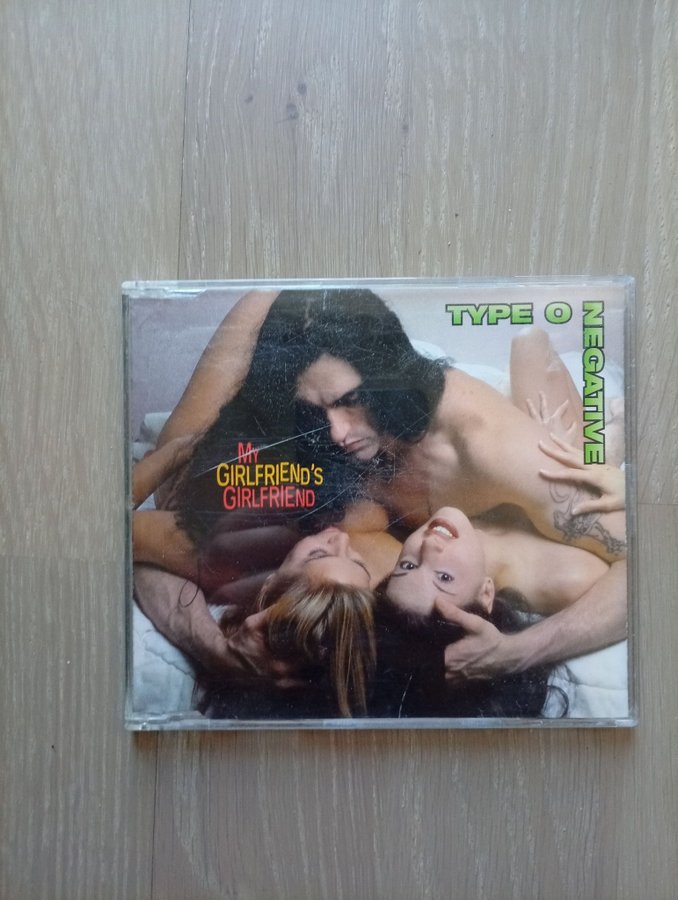 TYPE O NEGATIVE
MY
GIRLFRIEND'S
GIRLFRIEND